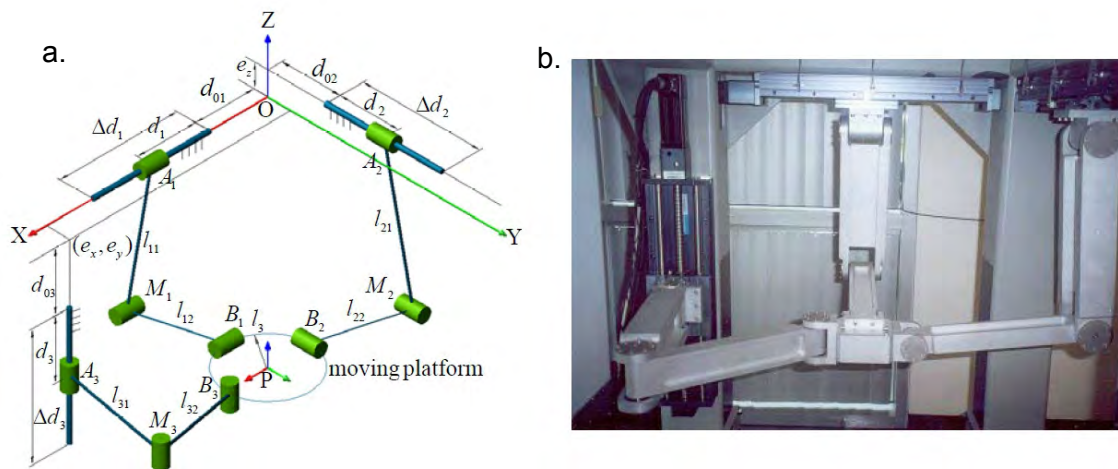 a.
Z
e_z
d_02
d_01
d_2
Δd_2
O
Δd_1
d_1
A_1
A_2
X
(e_x, e_y)
l_11
l_21
Y
d_03
M_1
M_2
l_12
B_1
l_3
B_2
l_22
d_3
P
moving platform
A_3
B_3
Δd_3
l_31
l_32
M_3
b.